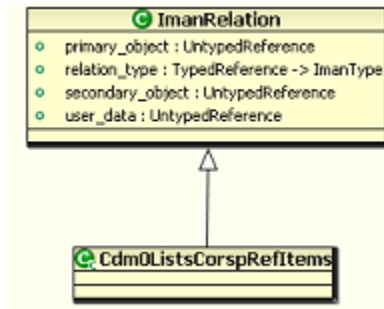 ImanRelation
primary_object : UntypedReference
relation_type : TypedReference -> ImanType
secondary_object : UntypedReference
user_data : UntypedReference
Cdm0ListsCorspRefItems